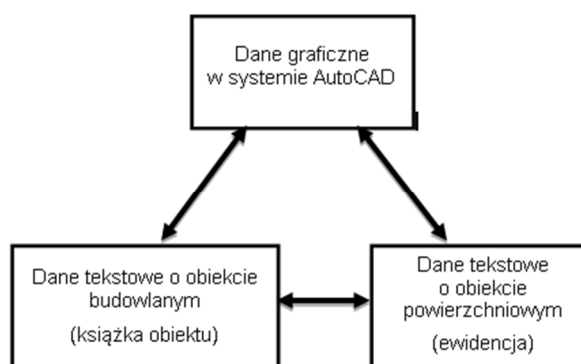 Dane graficzne
w systemie AutoCAD
Dane tekstowe o obiekcie
budowlanym
(książka obiektu)
Dane tekstowe
o obiekcie
powierzchniowym
(ewidencja)